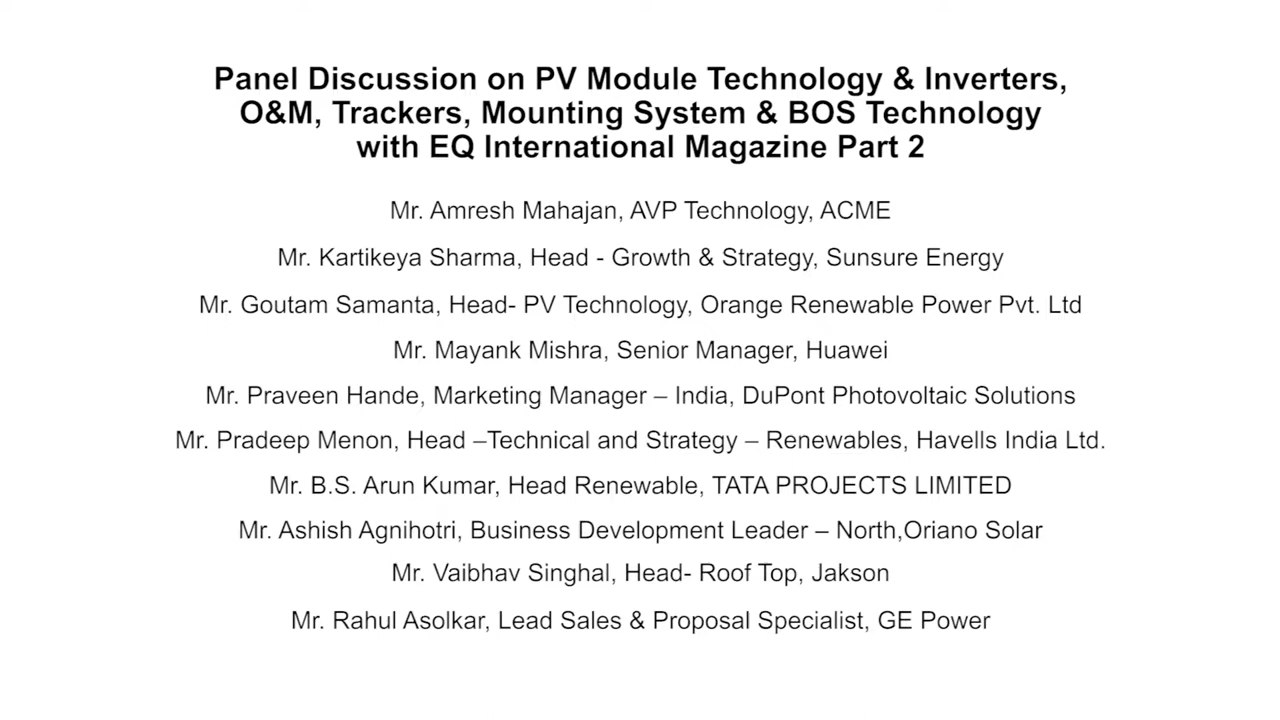 Panel Discussion on PV Module Technology & Inverters,
O&M, Trackers, Mounting System & BOS Technology
with EQ International Magazine Part 2
Mr. Amresh Mahajan, AVP Technology, ACME
Mr. Kartikeya Sharma, Head - Growth & Strategy, Sunsure Energy
Mr. Goutam Samanta, Head- PV Technology, Orange Renewable Power Pvt. Ltd
Mr. Mayank Mishra, Senior Manager, Huawei
Mr. Praveen Hande, Marketing Manager – India, DuPont Photovoltaic Solutions
Mr. Pradeep Menon, Head –Technical and Strategy – Renewables, Havells India Ltd.
Mr. B.S. Arun Kumar, Head Renewable, TATA PROJECTS LIMITED
Mr. Ashish Agnihotri, Business Development Leader – North,Oriano Solar
Mr. Vaibhav Singhal, Head- Roof Top, Jakson
Mr. Rahul Asolkar, Lead Sales & Proposal Specialist, GE Power